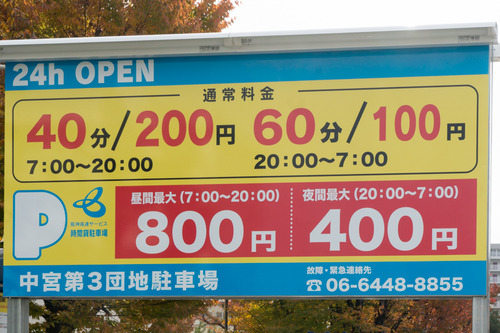 24h OPEN
通常料金
40分/200円 60分/100円
7:00〜20:00 20:00〜7:00
P
阪神高速サービス
時間貸駐車場
昼間最大(7:00〜20:00) 夜間最大(20:00〜7:00)
800円 400円
中宮第3団地駐車場
故障・緊急連絡先
☎06-6448-8855